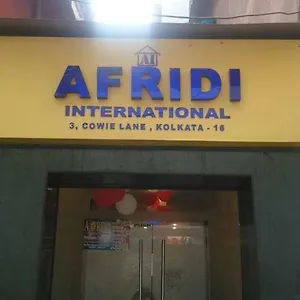 AI
AFRIDI
INTERNATIONAL
3, COWIE LANE , KOLKATA - 16